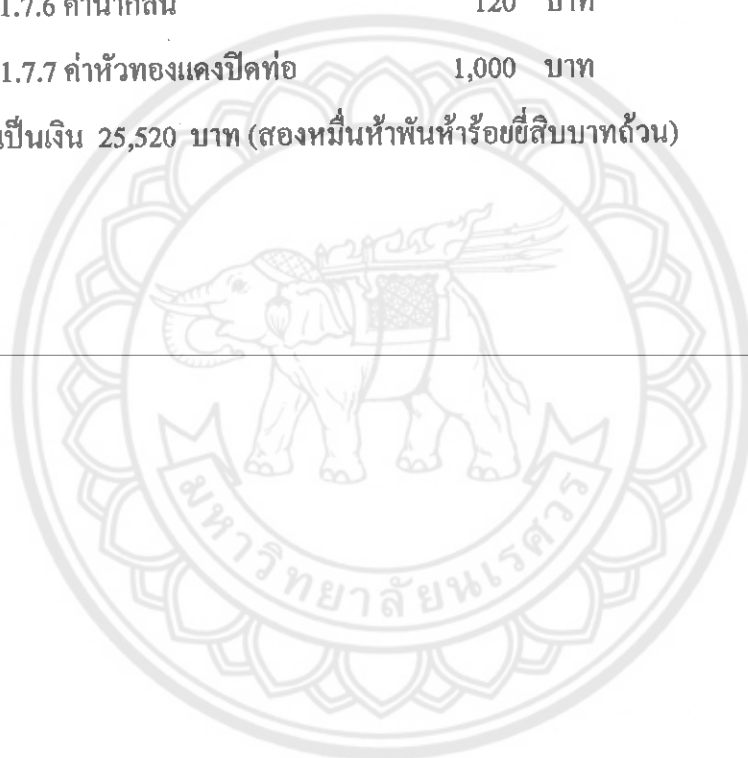 1.7.6 ค่าน้ำกลั่น 120 บาท
1.7.7 ค่าหัวทองแดงปิดท่อ 1,000 บาท
เป็นเงิน 25,520 บาท (สองหมื่นห้าพันห้าร้อยยี่สิบบาทถ้วน)
มหาวิทยาลัยนเรศวร